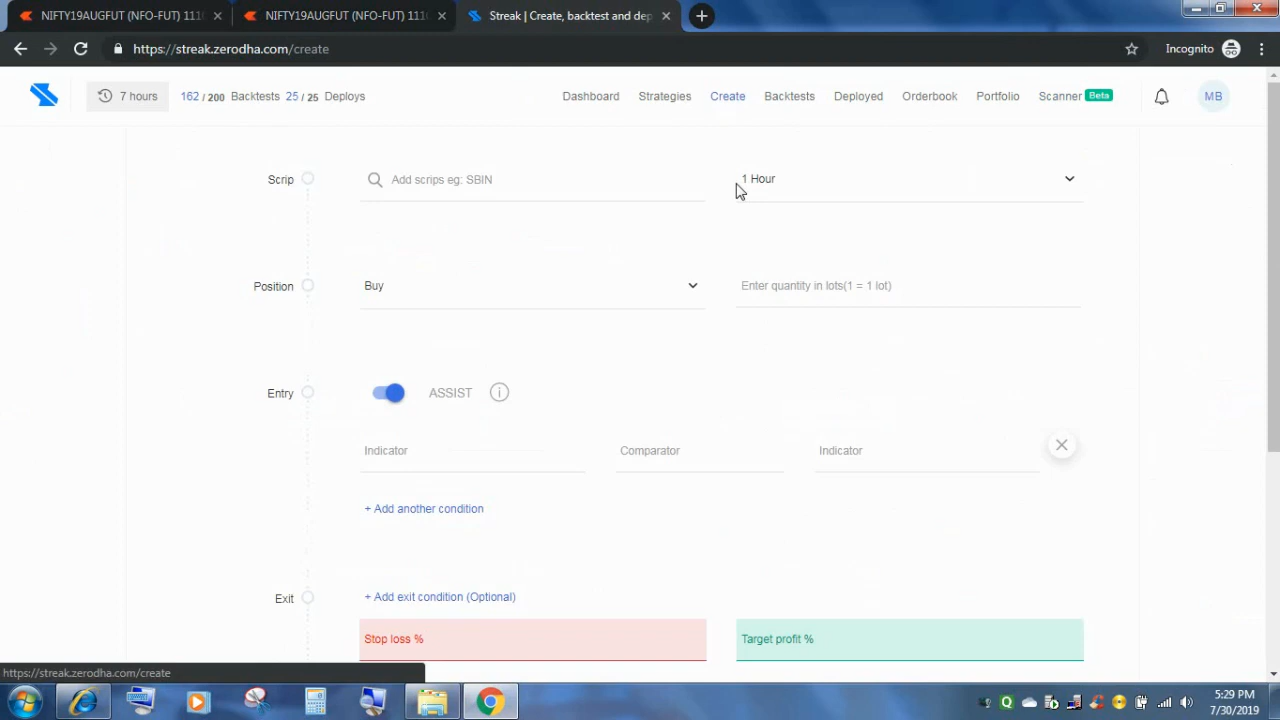 NIFTY19AUGFUT (NFO-FUT) 1110
NIFTY19AUGFUT (NFO-FUT) 1110
Streak | Create, backtest and dep
https://streak.zerodha.com/create
Incognito
7 hours
162 / 200 Backtests 25 / 25 Deploys
Dashboard
Strategies
Create
Backtests
Deployed
Orderbook
Portfolio
Scanner Beta
MB
Scrip
Add scrips eg: SBIN
1 Hour
Position
Buy
Enter quantity in lots(1 = 1 lot)
Entry
ASSIST
Indicator
Comparator
Indicator
+ Add another condition
Exit
+ Add exit condition (Optional)
Stop loss %
Target profit %
https://streak.zerodha.com/create
5:29 PM
7/30/2019